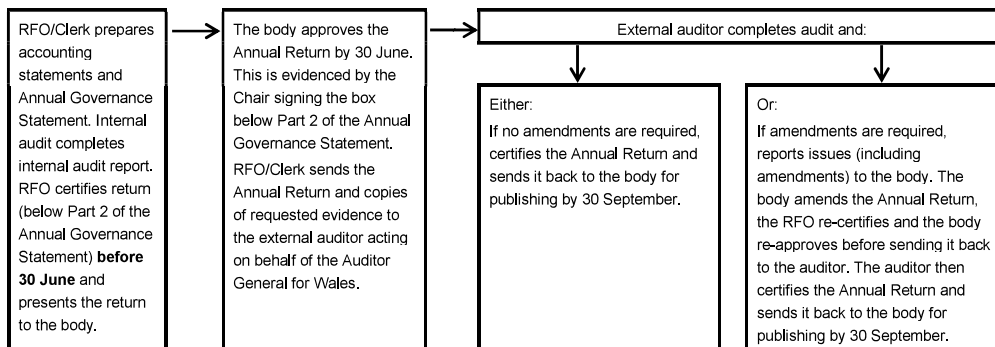 RFO/Clerk prepares
accounting
statements and
Annual Governance
Statement. Internal
audit completes
internal audit report.
RFO certifies return
(below Part 2 of the
Annual Governance
Statement) before
30 June and
presents the return
to the body.
The body approves the
Annual Return by 30 June.
This is evidenced by the
Chair signing the box
below Part 2 of the Annual
Governance Statement.
RFO/Clerk sends the
Annual Return and copies
of requested evidence to
the external auditor acting
on behalf of the Auditor
General for Wales.
External auditor completes audit and:
Either:
If no amendments are required,
certifies the Annual Return and
sends it back to the body for
publishing by 30 September.
Or:
If amendments are required,
reports issues (including
amendments) to the body. The
body amends the Annual Return,
the RFO re-certifies and the body
re-approves before sending it back
to the auditor. The auditor then
certifies the Annual Return and
sends it back to the body for
publishing by 30 September.